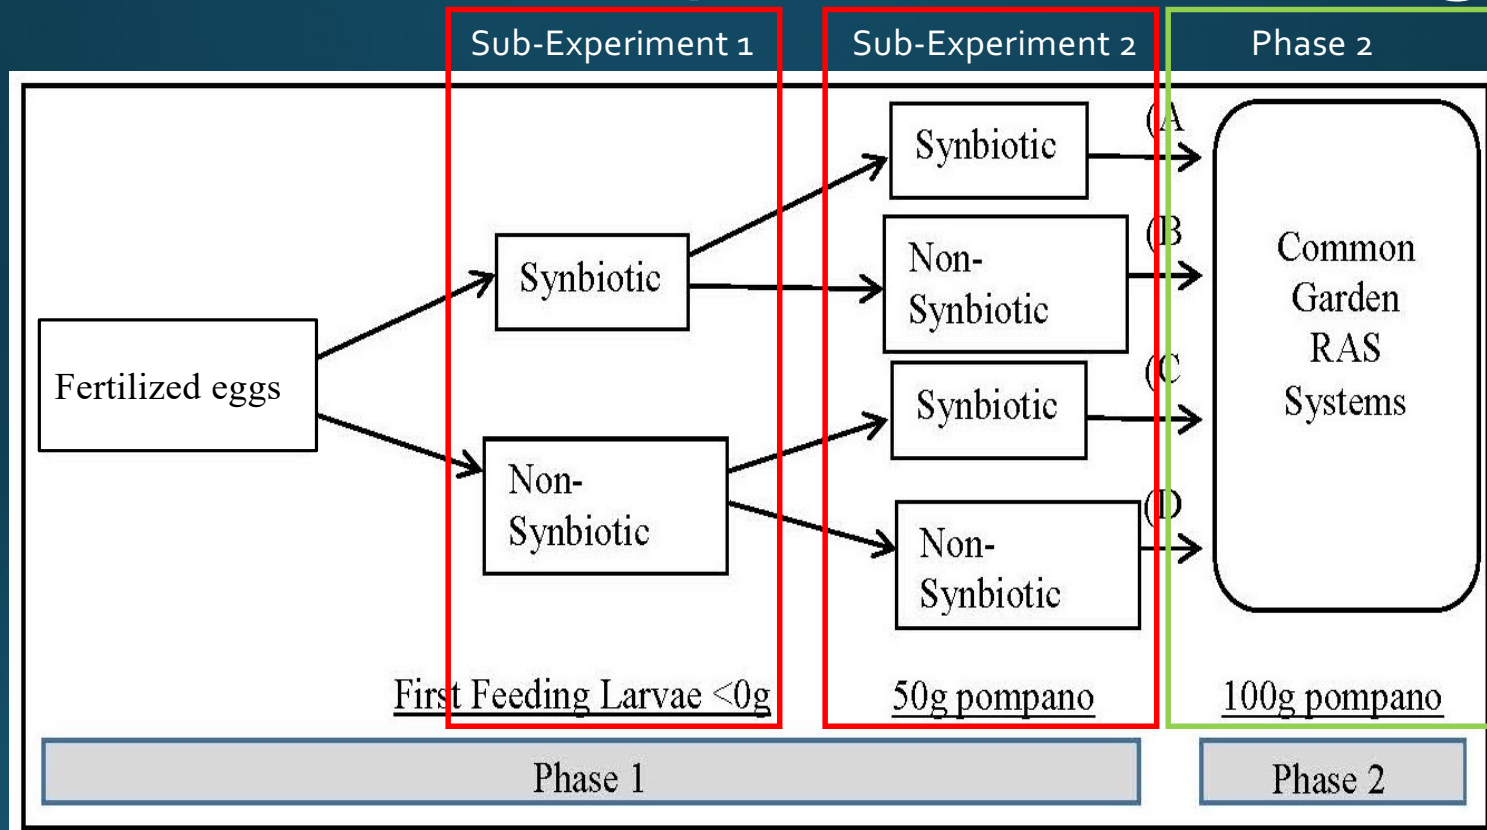 Sub-Experiment 1
Sub-Experiment 2
Phase 2
Fertilized eggs
Synbiotic
Non-
Synbiotic
Synbiotic
Non-
Synbiotic
Synbiotic
Non-
Synbiotic
(A
(B
(C
(D
Common
Garden
RAS
Systems
First Feeding Larvae <0g
50g pompano
100g pompano
Phase 1
Phase 2